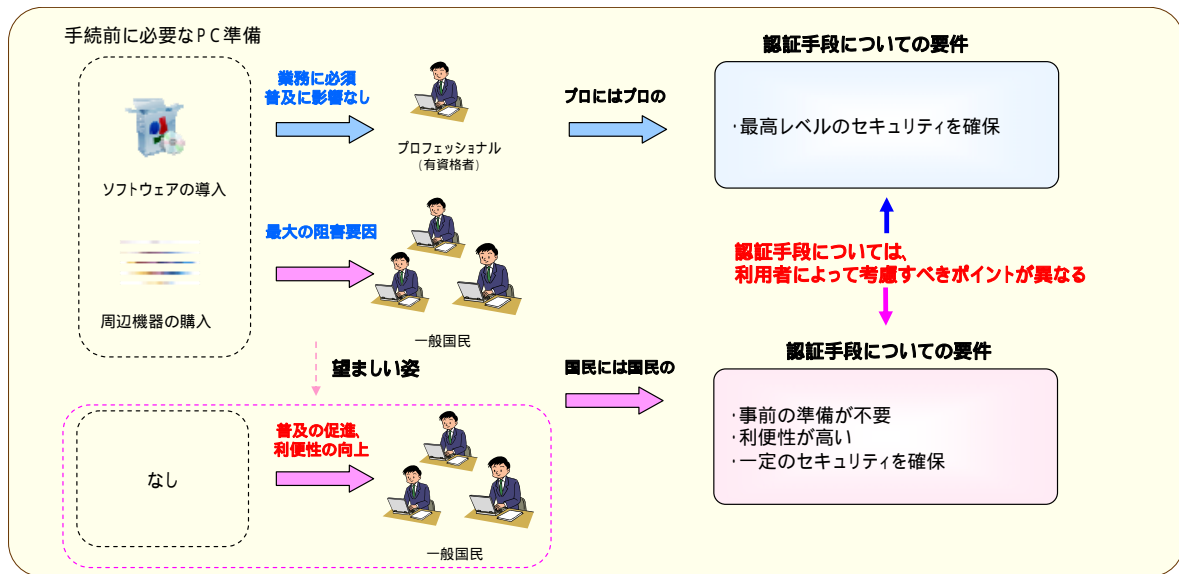 手続前に必要なPC準備
ソフトウェアの導入
周辺機器の購入
業務に必須
普及に影響なし
プロフェッショナル
(有資格者)
プロにはプロの
認証手段についての要件
・最高レベルのセキュリティを確保
最大の阻害要因
一般国民
認証手段については、
利用者によって考慮すべきポイントが異なる
望ましい姿
なし
普及の促進、
利便性の向上
一般国民
国民には国民の
認証手段についての要件
・事前の準備が不要
・利便性が高い
・一定のセキュリティを確保